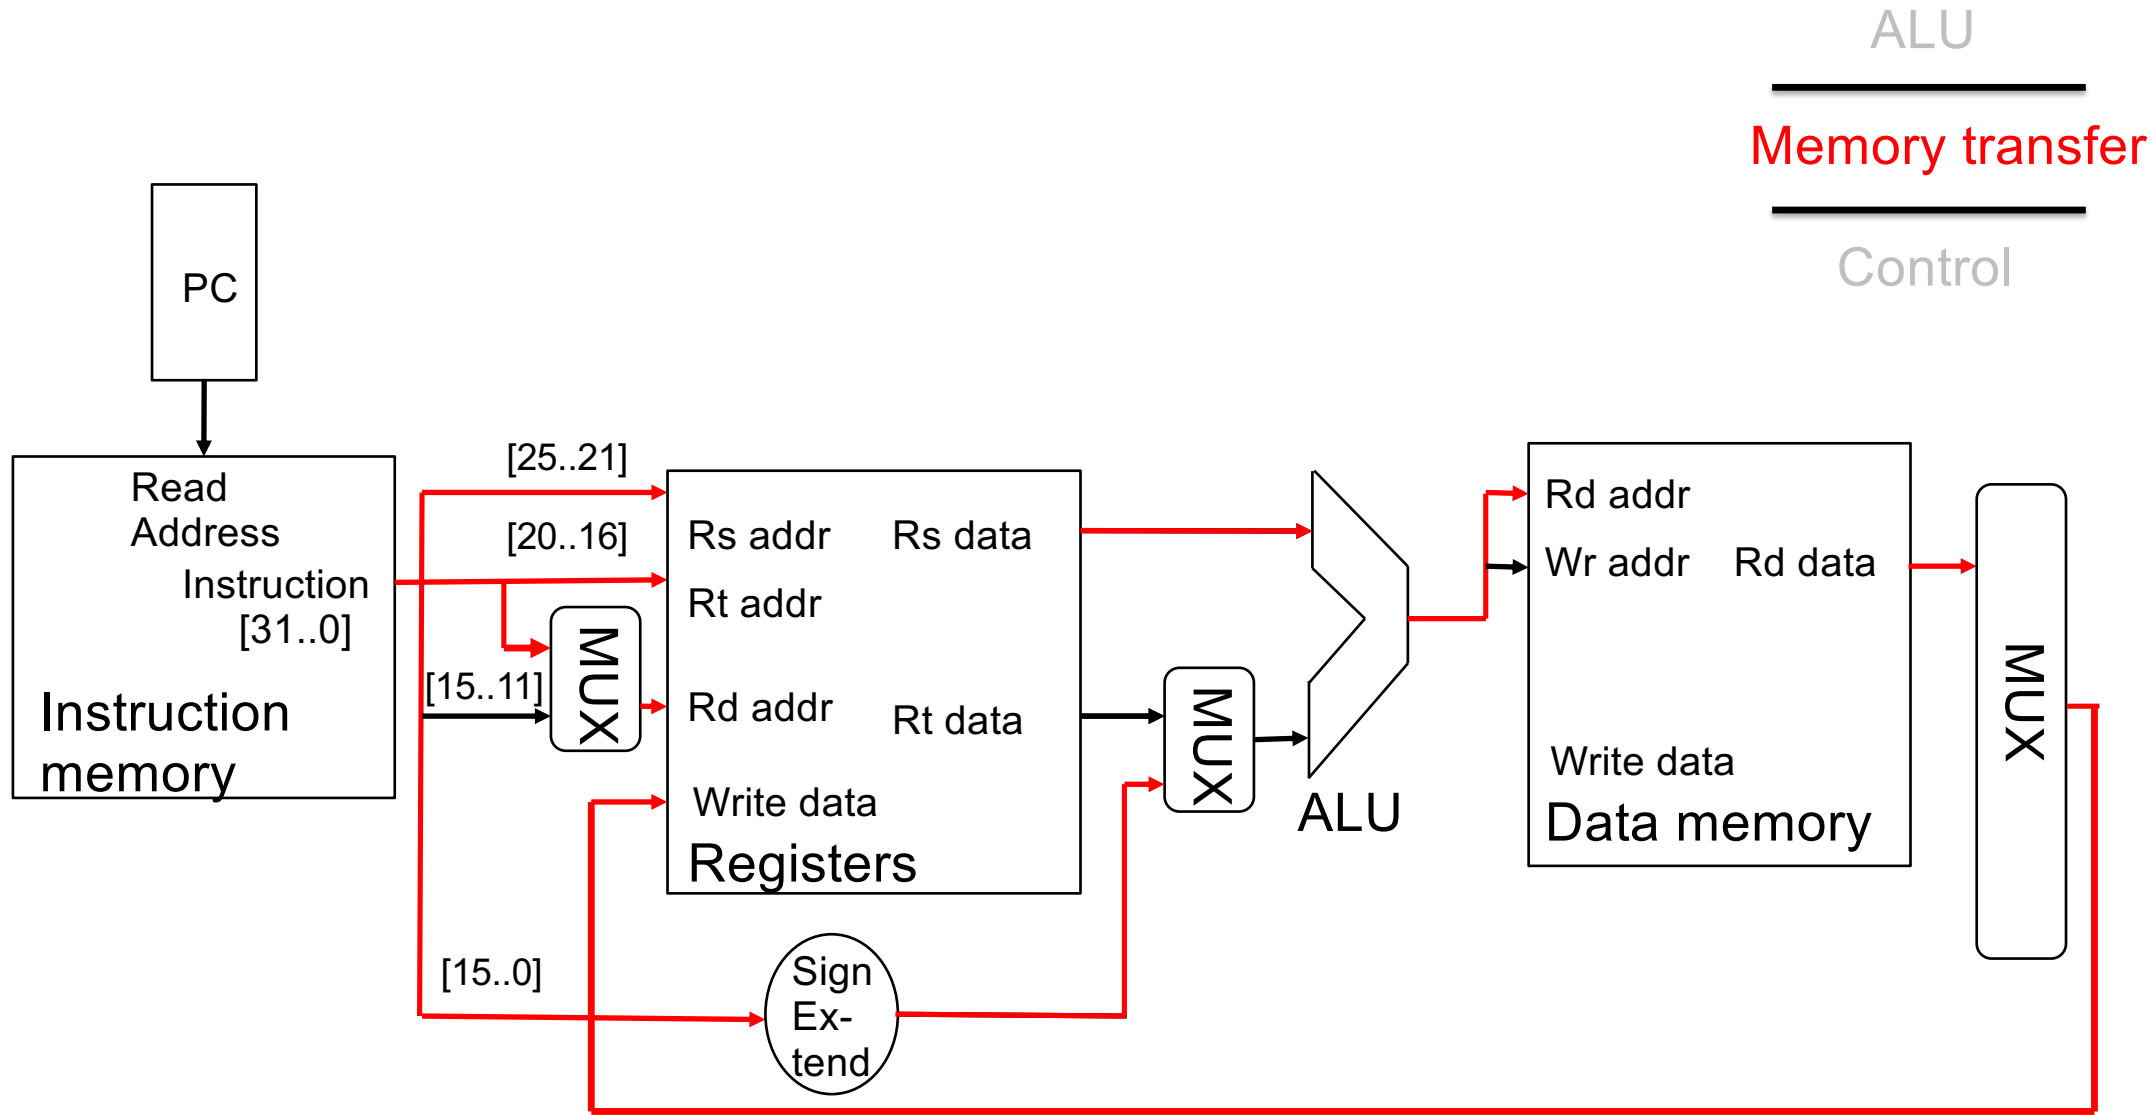 ALU
Memory transfer
Control
PC
Read
Address
Instruction
[31..0]
Instruction
memory
[25..21]
[20..16]
[15..11]
[15..0]
MUX
Rs addr
Rs data
Rt addr
Rd addr
Rt data
Write data
Registers
Sign
Ex-
tend
MUX
ALU
Rd addr
Wr addr
Rd data
Write data
Data memory
MUX